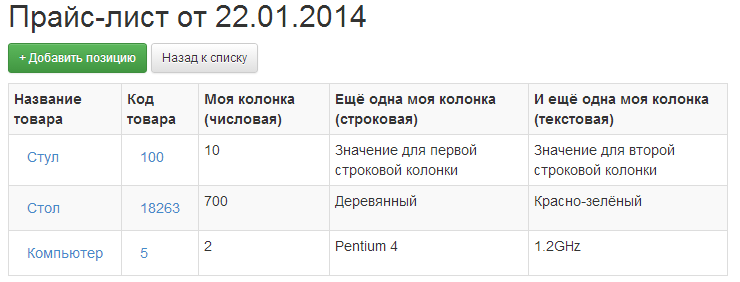 Прайс-лист от 22.01.2014
+ Добавить позицию Назад к списку
Название товара Код товара Моя колонка (числовая) Ещё одна моя колонка (строковая) И ещё одна моя колонка (текстовая)
Стул 100 10 Значение для первой строковой колонки Значение для второй строковой колонки
Стол 18263 700 Деревянный Красно-зелёный
Компьютер 5 2 Pentium 4 1.2GHz